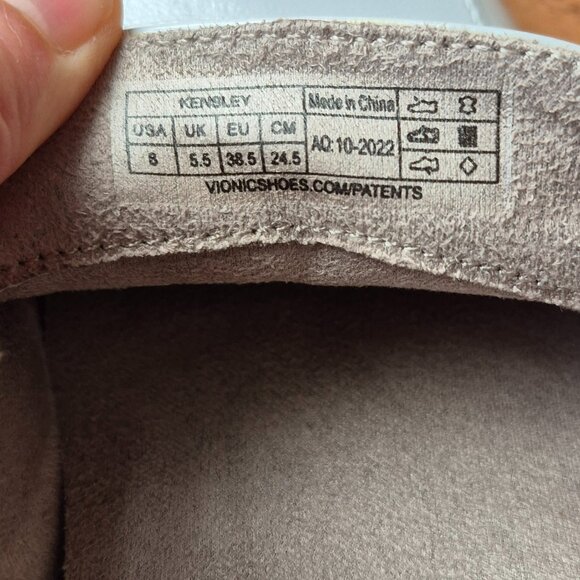 KENSLEY
USA UK EU CM
8 5.5 38.5 24.5
Made in China
AQ:10-2022
VIONICSHOES.COM/PATENTS